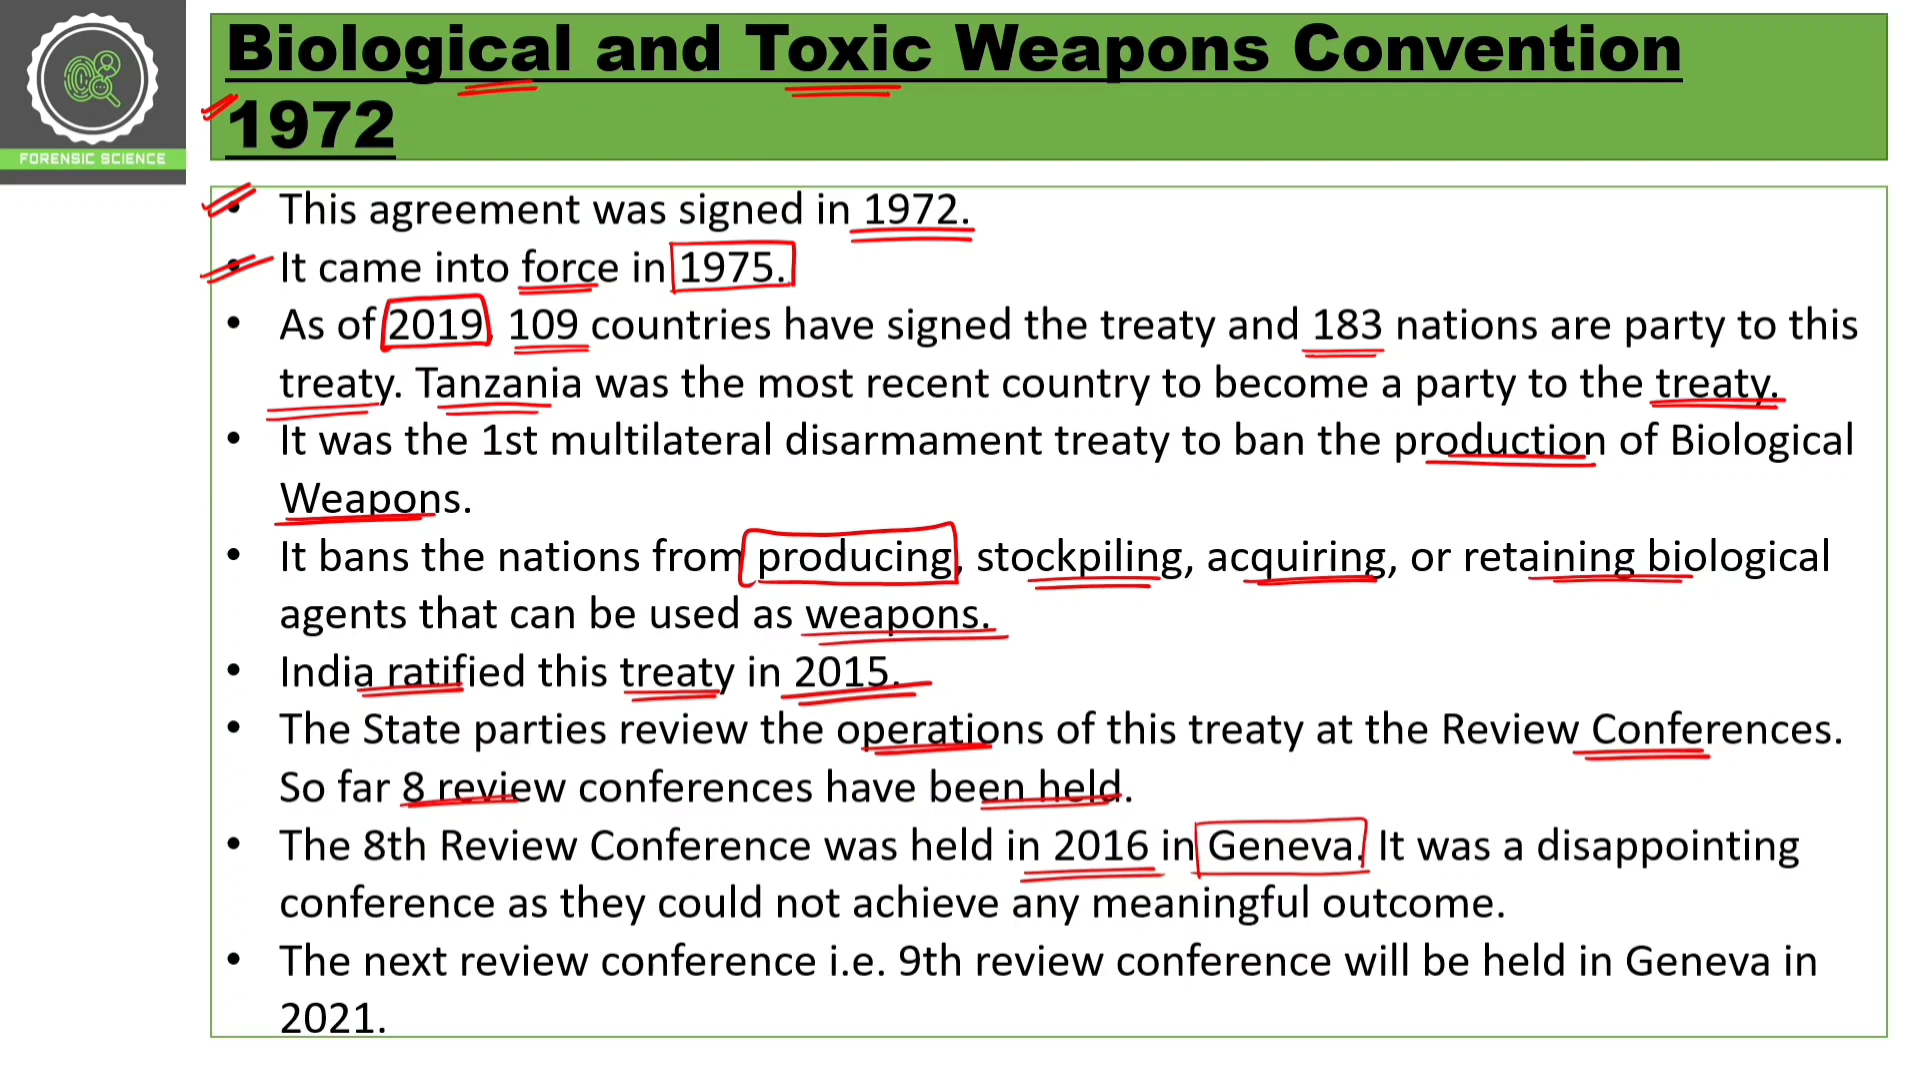 FORENSIC SCIENCE
Biological and Toxic Weapons Convention
1972
• This agreement was signed in 1972.
• It came into force in 1975.
• As of 2019, 109 countries have signed the treaty and 183 nations are party to this
treaty. Tanzania was the most recent country to become a party to the treaty.
• It was the 1st multilateral disarmament treaty to ban the production of Biological
Weapons.
• It bans the nations from producing, stockpiling, acquiring, or retaining biological
agents that can be used as weapons.
• India ratified this treaty in 2015.
• The State parties review the operations of this treaty at the Review Conferences.
So far 8 review conferences have been held.
• The 8th Review Conference was held in 2016 in Geneva. It was a disappointing
conference as they could not achieve any meaningful outcome.
• The next review conference i.e. 9th review conference will be held in Geneva in
2021.